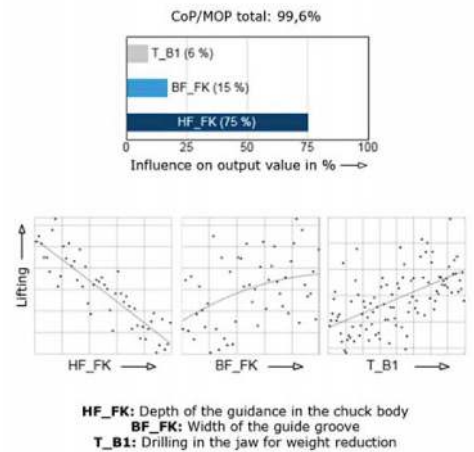 CoP/MOP total: 99,6%
T_B1 (6 %)
BF_FK (15 %)
HF_FK (75 %)
0 25 50 75 100
Influence on output value in %
Lifting
HF_FK BF_FK T_B1
HF_FK: Depth of the guidance in the chuck body
BF_FK: Width of the guide groove
T_B1: Drilling in the jaw for weight reduction